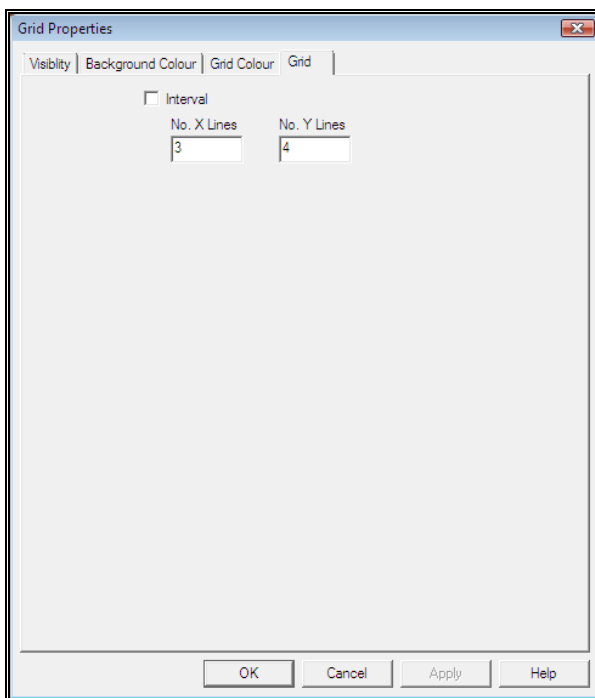 Grid Properties
Visiblity Background Colour Grid Colour Grid
Interval
No. X Lines No. Y Lines
3 4
OK Cancel Apply Help